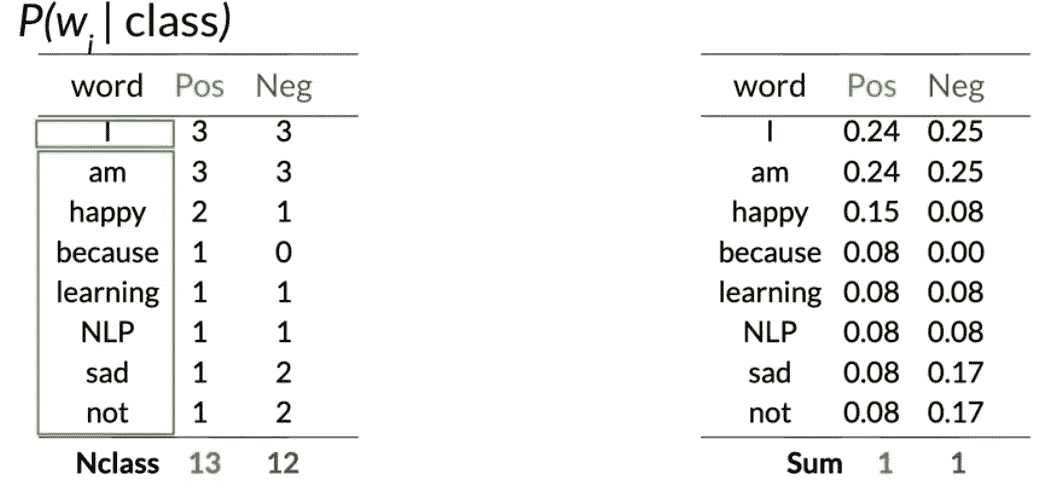 P(w_i | class)
word Pos Neg
I 3 3
am 3 3
happy 2 1
because 1 0
learning 1 1
NLP 1 1
sad 1 2
not 1 2
Nclass 13 12
word Pos Neg
I 0.24 0.25
am 0.24 0.25
happy 0.15 0.08
because 0.08 0.00
learning 0.08 0.08
NLP 0.08 0.08
sad 0.08 0.17
not 0.08 0.17
Sum 1 1